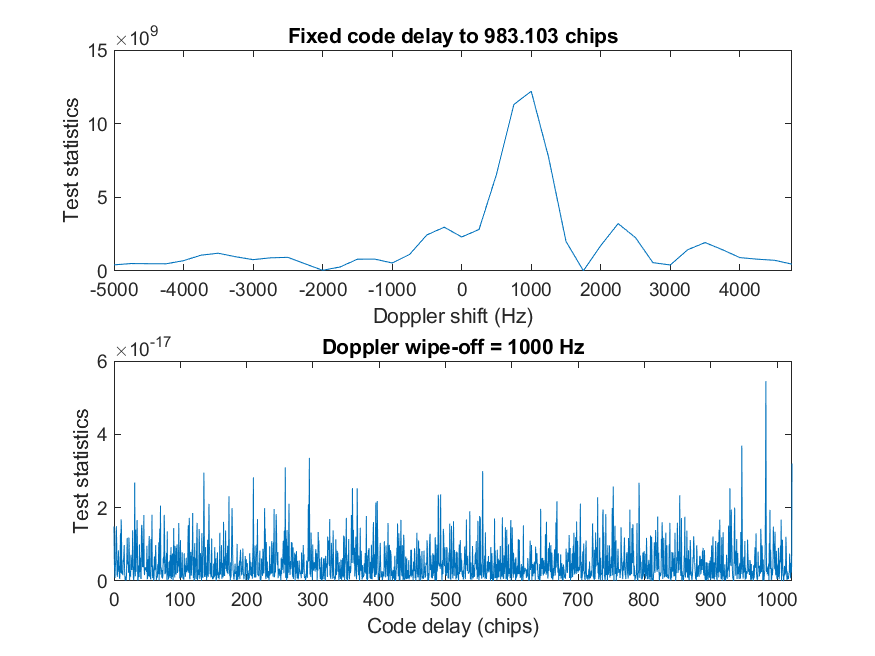 Fixed code delay to 983.103 chips
×10^9
15
10
5
0
Test statistics
-5000 -4000 -3000 -2000 -1000 0 1000 2000 3000 4000
Doppler shift (Hz)
Doppler wipe-off = 1000 Hz
×10^-17
6
4
2
0
Test statistics
0 100 200 300 400 500 600 700 800 900 1000
Code delay (chips)